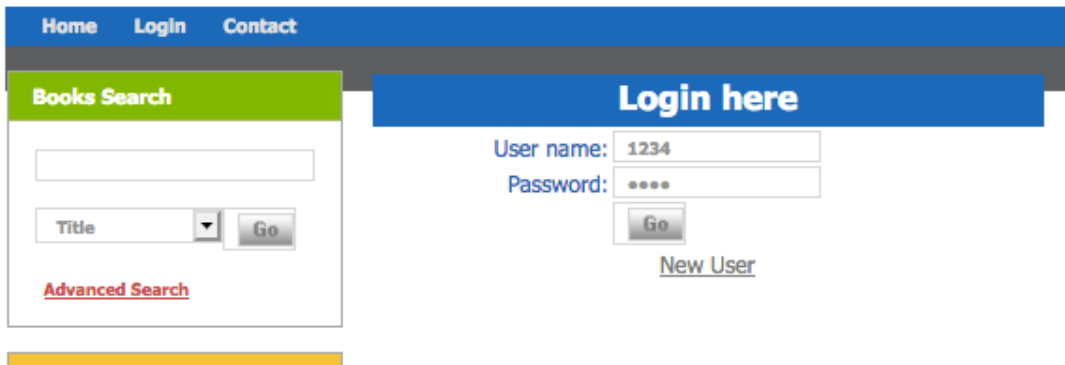 Home Login Contact
Books Search
Title
Go
Advanced Search
Login here
User name: 1234
Password: ••••
Go
New User